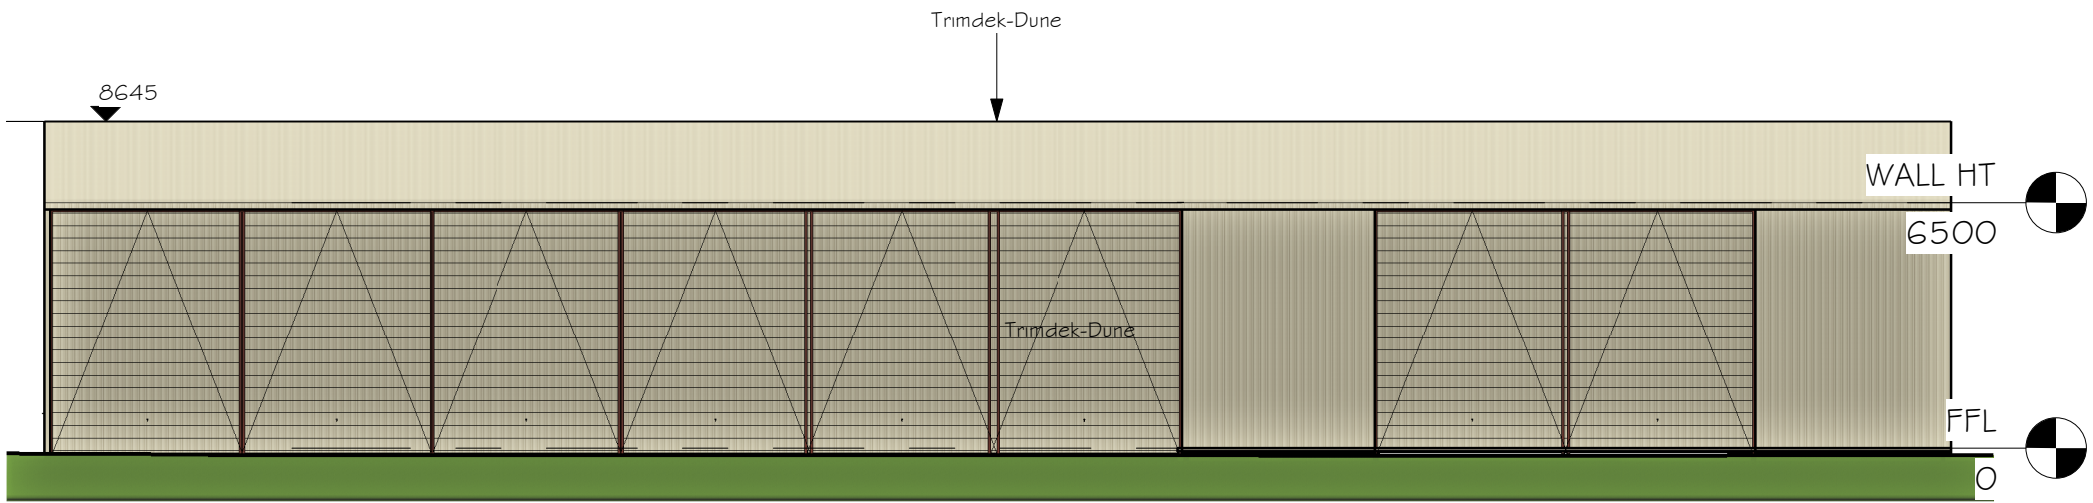 Trimdek-Dune
8645
WALL HT
6500
Trimdek-Dune
FFL
0